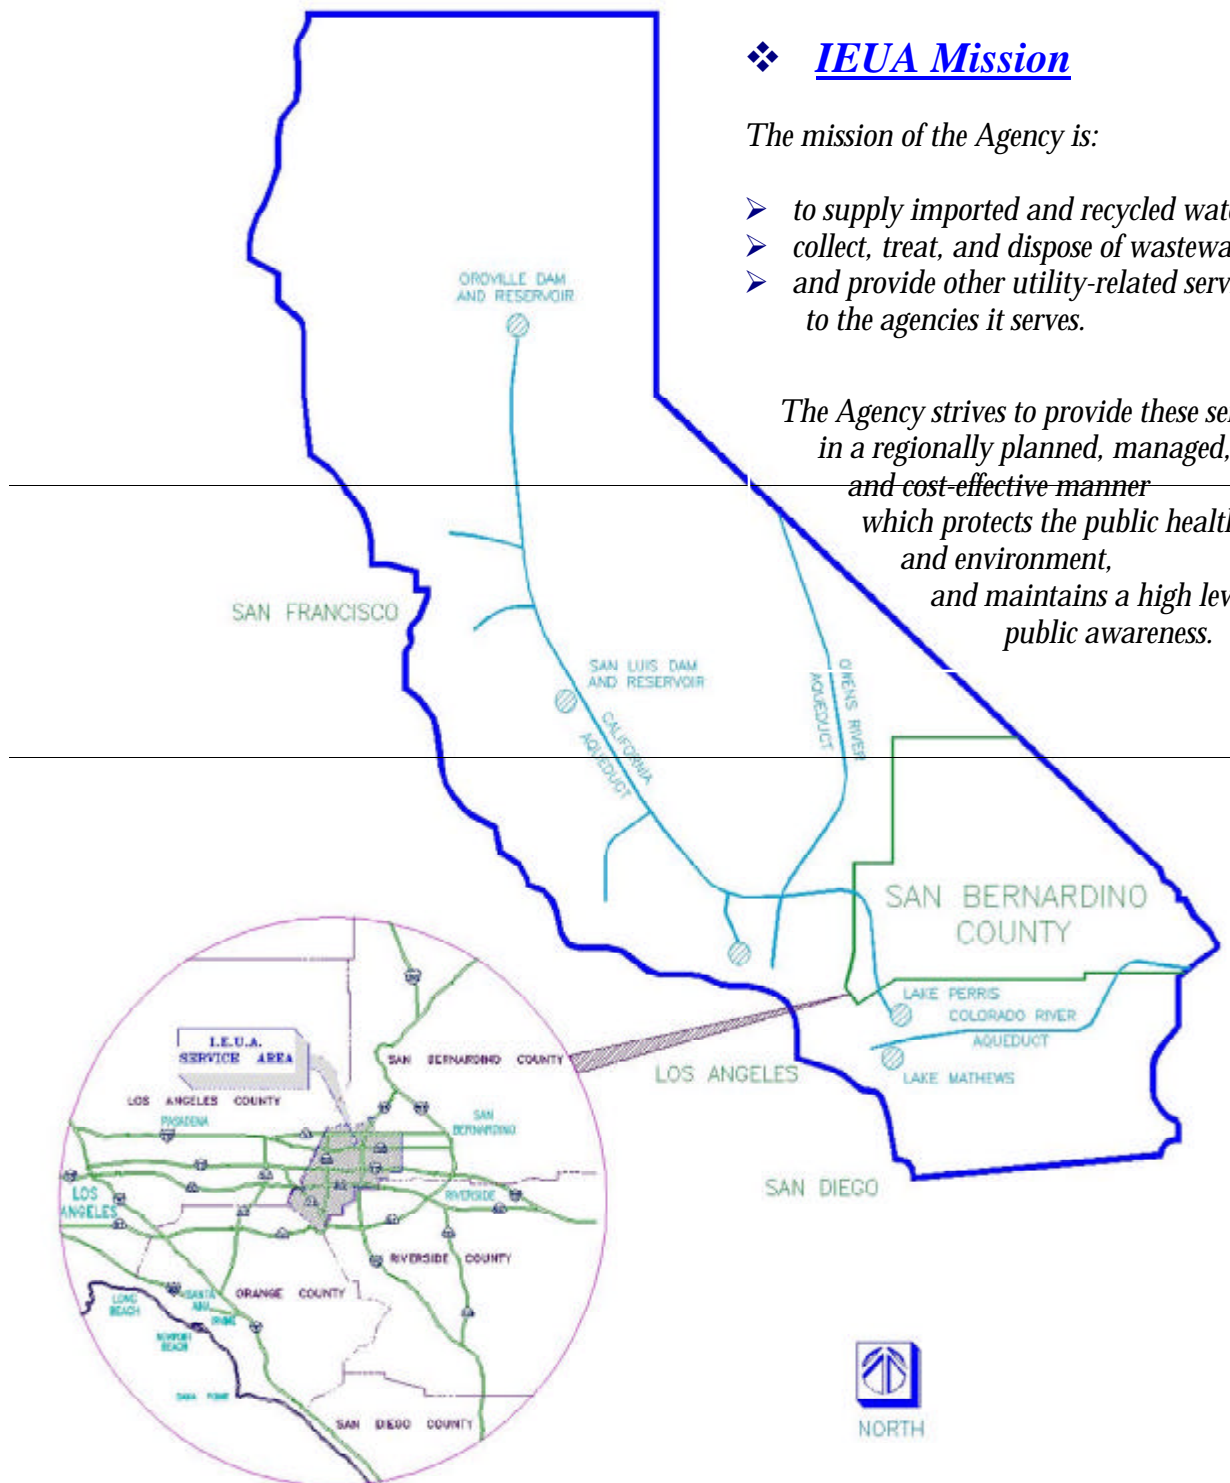 ❖ IEUA Mission
The mission of the Agency is:
➢ to supply imported and recycled wat
➢ collect, treat, and dispose of wastewa
➢ and provide other utility-related serv
to the agencies it serves.
The Agency strives to provide these se
in a regionally planned, managed,
and cost-effective manner
which protects the public healt
and environment,
and maintains a high lev
public awareness.
OROVILLE DAM
AND RESERVOIR
SAN FRANCISCO
SAN LUIS DAM
AND RESERVOIR
CALIFORNIA
AQUEDUCT
OWENS RIVER
AQUEDUCT
SAN BERNARDINO
COUNTY
LAKE PERRIS
COLORADO RIVER
AQUEDUCT
LAKE MATHEWS
LOS ANGELES
SAN DIEGO
I.E.U.A.
SERVICE AREA
SAN BERNARDINO COUNTY
LOS ANGELES COUNTY
PASADENA
SAN
BERNARDINO
LOS
ANGELES
RIVERSIDE
RIVERSIDE COUNTY
ORANGE COUNTY
SANTA
ANA
IRVINE
LONG
BEACH
NEWPORT
BEACH
DANA POINT
SAN DIEGO COUNTY
NORTH